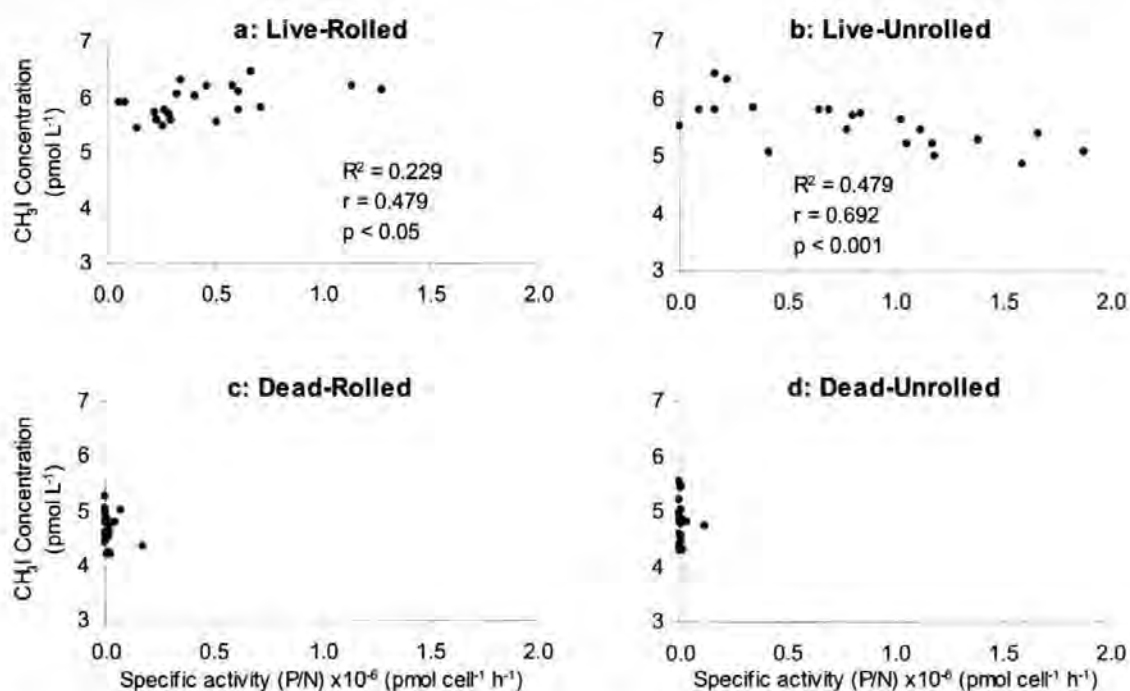 a: Live-Rolled
CH₃I Concentration
(pmol L⁻¹)
7
6
5
4
3
R² = 0.229
r = 0.479
p < 0.05
0.0 0.5 1.0 1.5 2.0
b: Live-Unrolled
7
6
5
4
3
R² = 0.479
r = 0.692
p < 0.001
0.0 0.5 1.0 1.5 2.0
c: Dead-Rolled
CH₃I Concentration
(pmol L⁻¹)
7
6
5
4
3
0.0 0.5 1.0 1.5 2.0
Specific activity (P/N) x10⁻⁶ (pmol cell⁻¹ h⁻¹)
d: Dead-Unrolled
7
6
5
4
3
0.0 0.5 1.0 1.5 2.0
Specific activity (P/N) x10⁻⁶ (pmol cell⁻¹ h⁻¹)